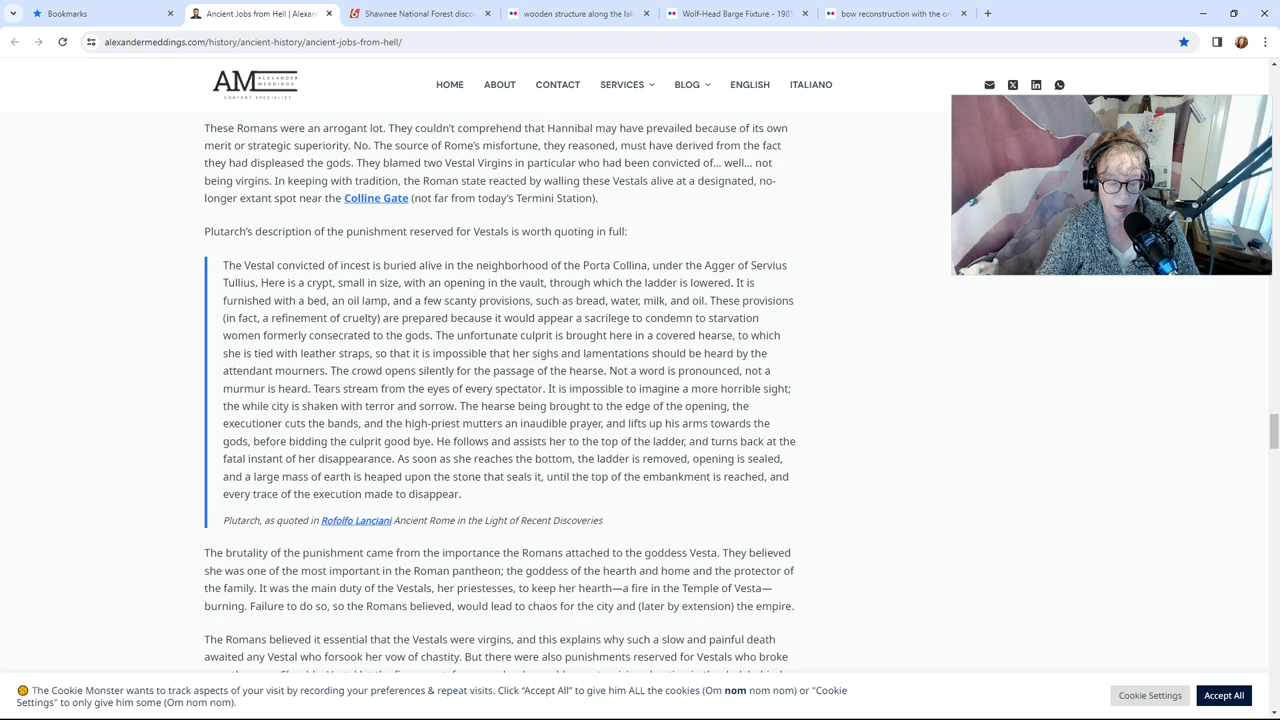 Bookmarks
Ancient Jobs from Hell | Alexan
Shawnee National Forest disco
wooden structure along the lak
Wolf-Head Barge Fixture - 1985
bow reconstruction with the or
alexandermeddings.com/history/ancient-history/ancient-jobs-from-hell/
AM ALEXANDER MEDDINGS
CONTENT SPECIALIST
HOME ABOUT CONTACT SERVICES BLOG ENGLISH ITALIANO
These Romans were an arrogant lot. They couldn't comprehend that Hannibal may have prevailed because of its own
merit or strategic superiority. No. The source of Rome's misfortune, they reasoned, must have derived from the fact
they had displeased the gods. They blamed two Vestal Virgins in particular who had been convicted of… well… not
being virgins. In keeping with tradition, the Roman state reacted by walling these Vestals alive at a designated, no-
longer extant spot near the Colline Gate (not far from today's Termini Station).
Plutarch's description of the punishment reserved for Vestals is worth quoting in full:
The Vestal convicted of incest is buried alive in the neighborhood of the Porta Collina, under the Agger of Servius
Tullius. Here is a crypt, small in size, with an opening in the vault, through which the ladder is lowered. It is
furnished with a bed, an oil lamp, and a few scanty provisions, such as bread, water, milk, and oil. These provisions
(in fact, a refinement of cruelty) are prepared because it would appear a sacrilege to condemn to starvation
women formerly consecrated to the gods. The unfortunate culprit is brought here in a covered hearse, to which
she is tied with leather straps, so that it is impossible that her sighs and lamentations should be heard by the
attendant mourners. The crowd opens silently for the passage of the hearse. Not a word is pronounced, not a
murmur is heard. Tears stream from the eyes of every spectator. It is impossible to imagine a more horrible sight;
the while city is shaken with terror and sorrow. The hearse being brought to the edge of the opening, the
executioner cuts the bands, and the high-priest mutters an inaudible prayer, and lifts up his arms towards the
gods, before bidding the culprit good bye. He follows and assists her to the top of the ladder, and turns back at the
fatal instant of her disappearance. As soon as she reaches the bottom, the ladder is removed, opening is sealed,
and a large mass of earth is heaped upon the stone that seals it, until the top of the embankment is reached, and
every trace of the execution made to disappear.
Plutarch, as quoted in Rofolfo Lanciani Ancient Rome in the Light of Recent Discoveries
The brutality of the punishment came from the importance the Romans attached to the goddess Vesta. They believed
she was one of the most important in the Roman pantheon; the goddess of the hearth and home and the protector of
the family. It was the main duty of the Vestals, her priestesses, to keep her hearth—a fire in the Temple of Vesta—
burning. Failure to do so, so the Romans believed, would lead to chaos for the city and (later by extension) the empire.
The Romans believed it essential that the Vestals were virgins, and this explains why such a slow and painful death
awaited any Vestal who forsook her vow of chastity. But there were also punishments reserved for Vestals who broke
The Cookie Monster wants to track aspects of your visit by recording your preferences & repeat visits. Click "Accept All" to give him ALL the cookies (Om nom nom nom) or "Cookie
Settings" to only give him some (Om nom nom).
Cookie Settings
Accept All